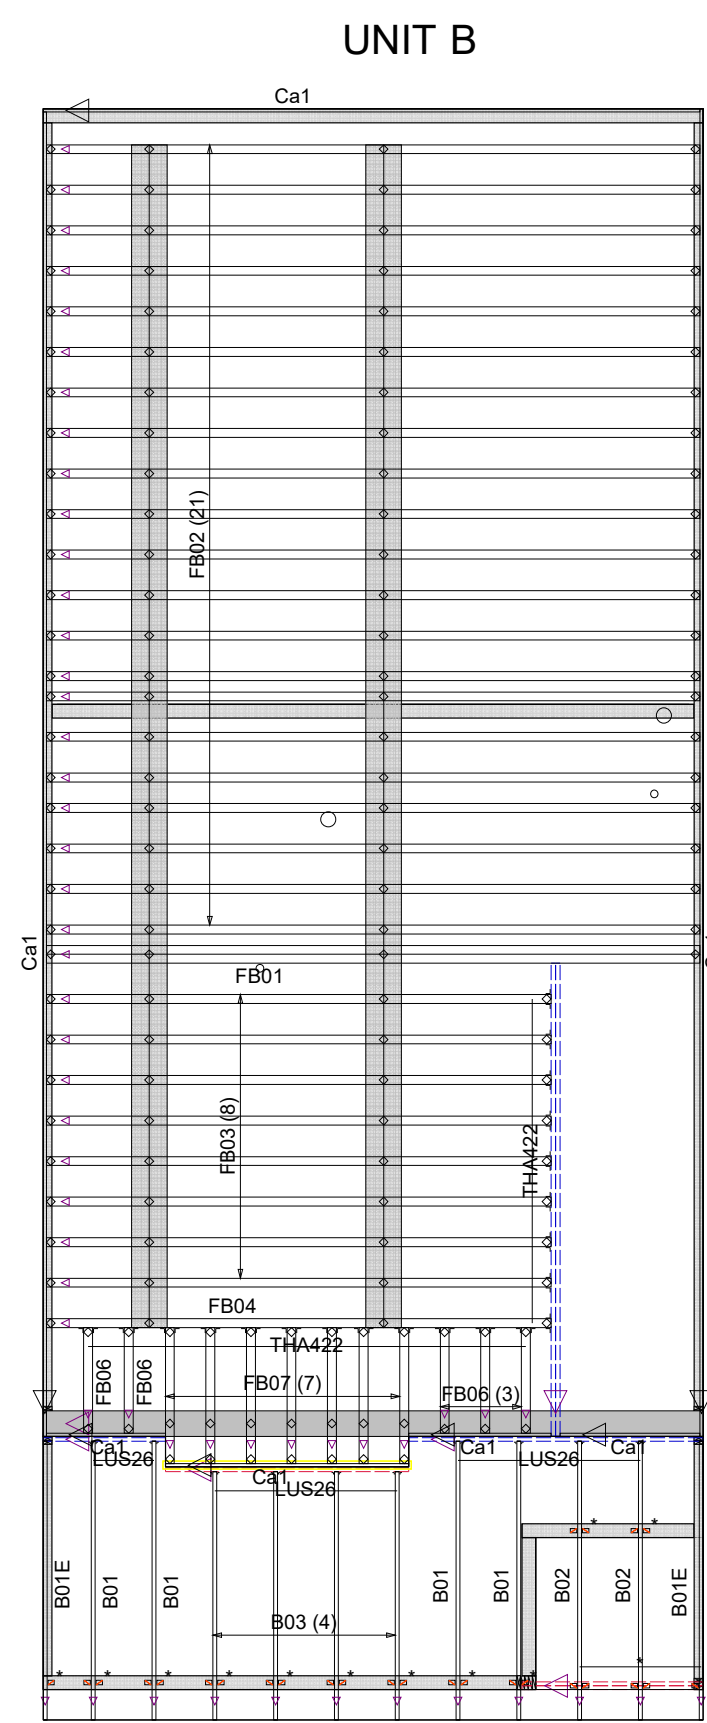 UNIT B
Ca1
FB02 (21)
Ca1
FB01
FB03 (8)
THA422
FB04
THA422
FB06
FB06
FB07 (7)
FB06 (3)
Ca1
LUS26
Ca1
LUS26
Ca1
LUS26
Ca1
B01E
B01
B01
B03 (4)
B01
B01
B02
B02
B01E